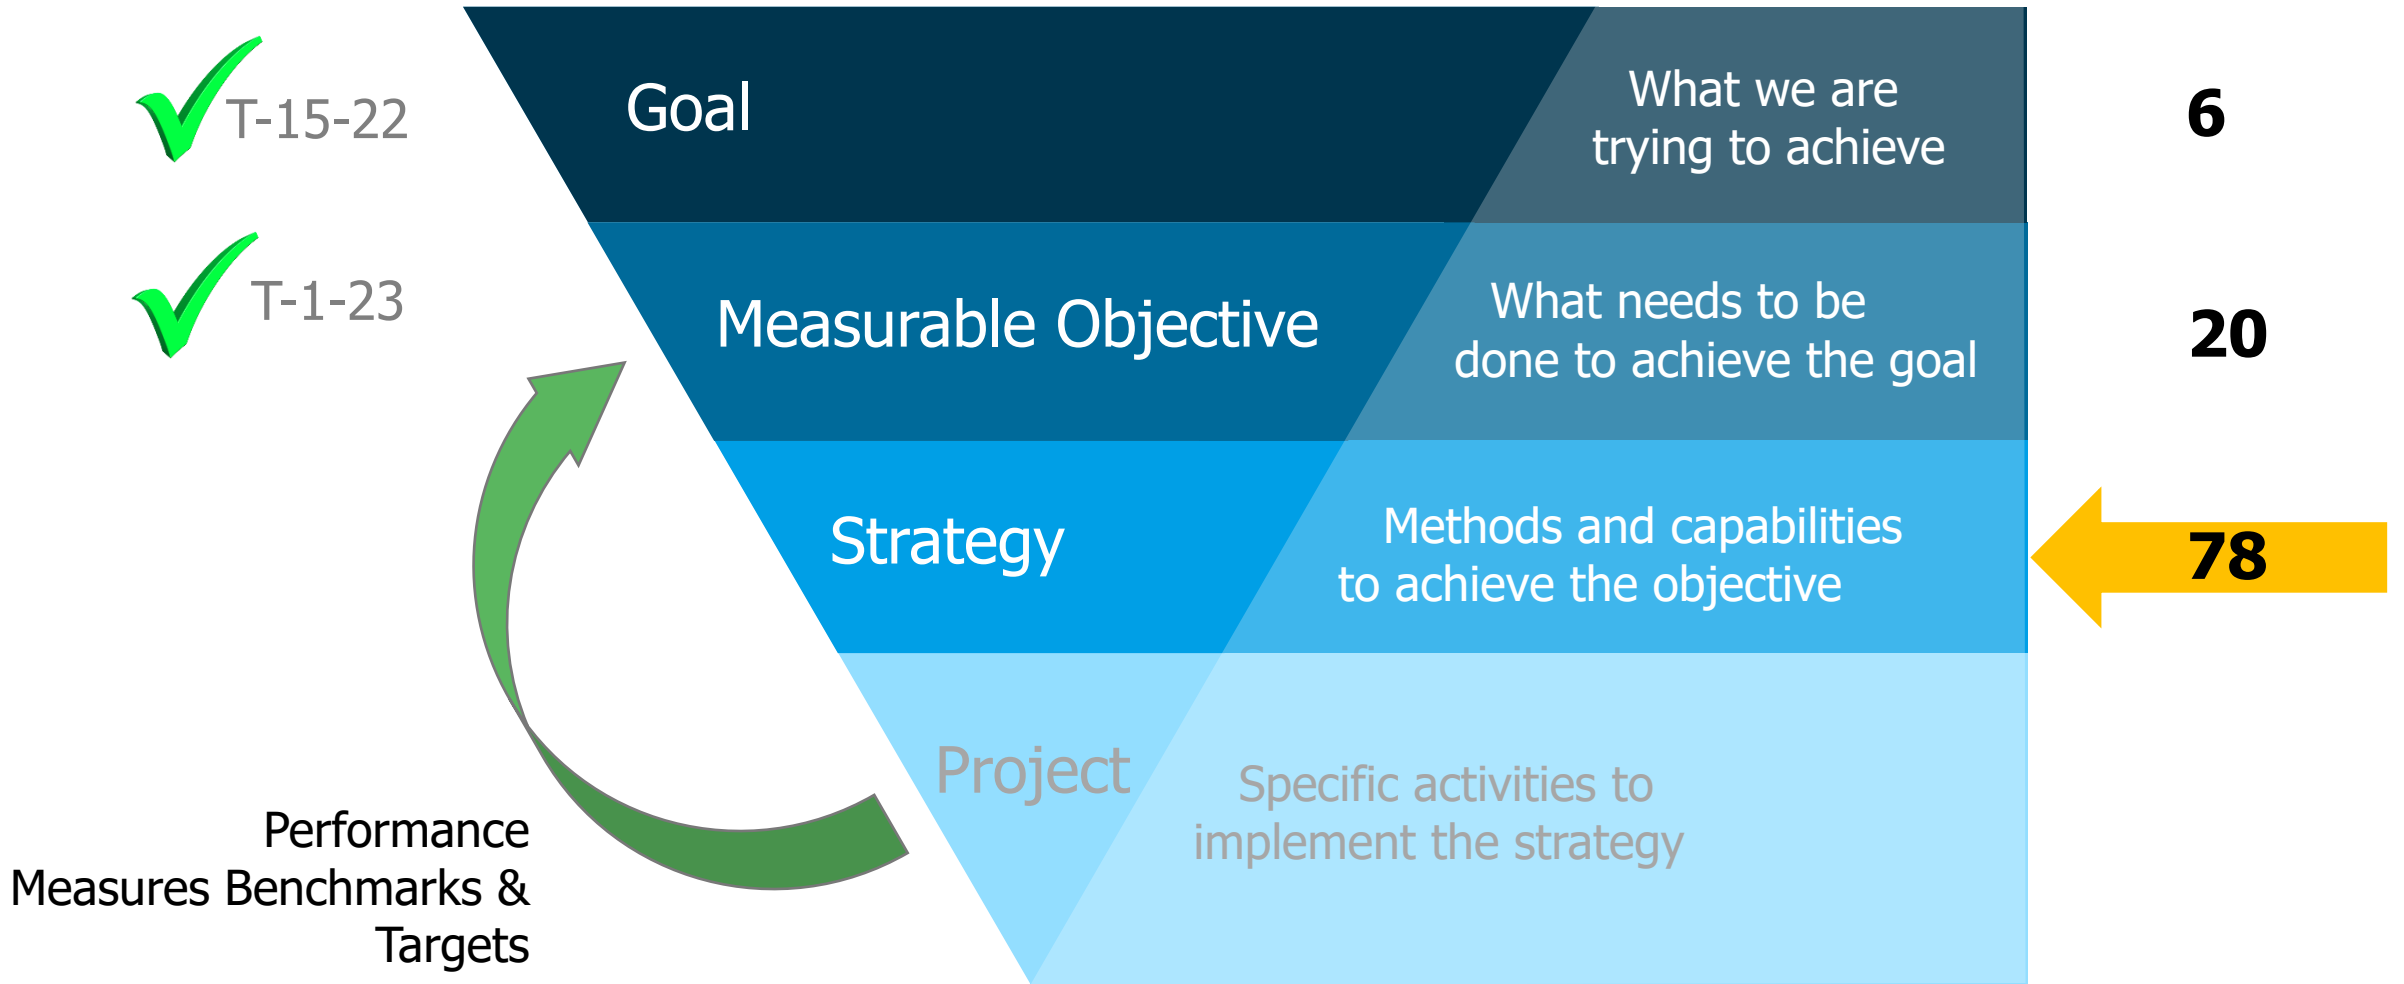 T-15-22
Goal
What we are
trying to achieve
6
T-1-23
Measurable Objective
What needs to be
done to achieve the goal
20
Strategy
Methods and capabilities
to achieve the objective
78
Project
Specific activities to
implement the strategy
Performance
Measures Benchmarks &
Targets